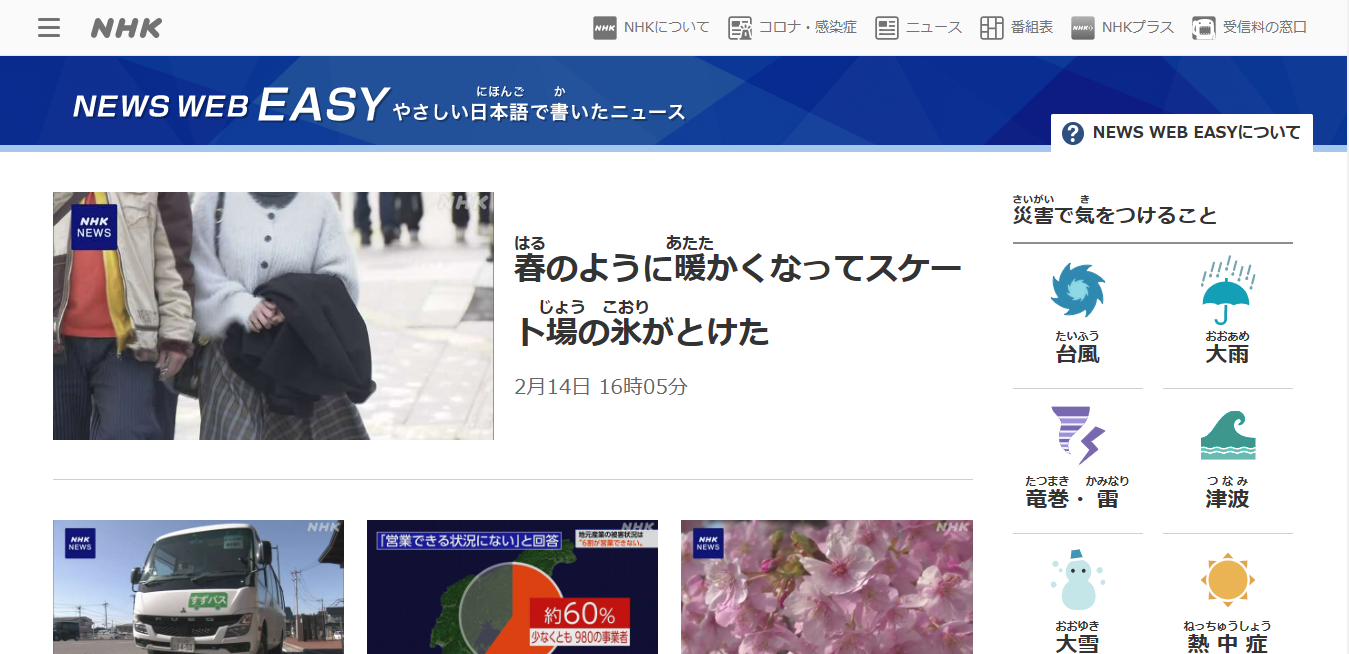 NHK
NHKについて
コロナ・感染症
ニュース
番組表
NHKプラス
受信料の窓口
NEWS WEB EASY やさしい日本語で書いたニュース
にほんご か
NEWS WEB EASYについて
NHK
NHK
NEWS
はる あたた
春のように暖かくなってスケー
じょう こおり
ト場の氷がとけた
2月14日 16時05分
さいがい き
災害で気をつけること
たいふう
台風
おおあめ
大雨
たつまき かみなり
竜巻・雷
つなみ
津波
おおゆき
大雪
ねっちゅうしょう
熱中症
NHK
NHK
NEWS
すずバス
NHK
「営業できる状況にない」と回答
地元産業の被害状況は
"6割が営業できない"
約60%
少なくとも 980の事業者
NHK
NHK
NEWS